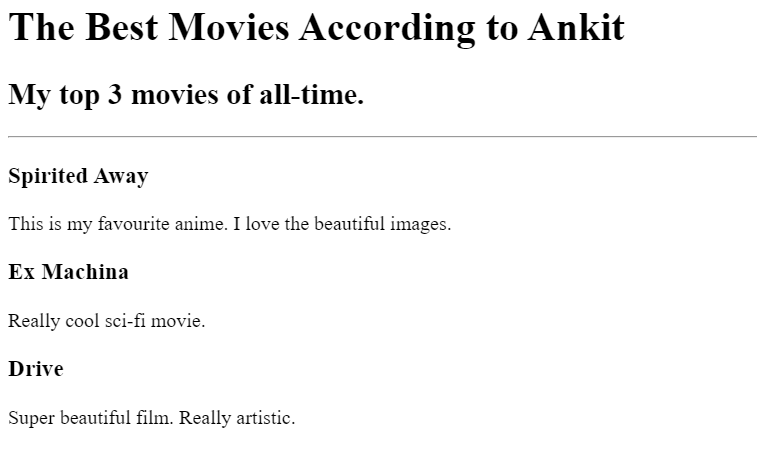 The Best Movies According to Ankit
My top 3 movies of all-time.
Spirited Away
This is my favourite anime. I love the beautiful images.
Ex Machina
Really cool sci-fi movie.
Drive
Super beautiful film. Really artistic.